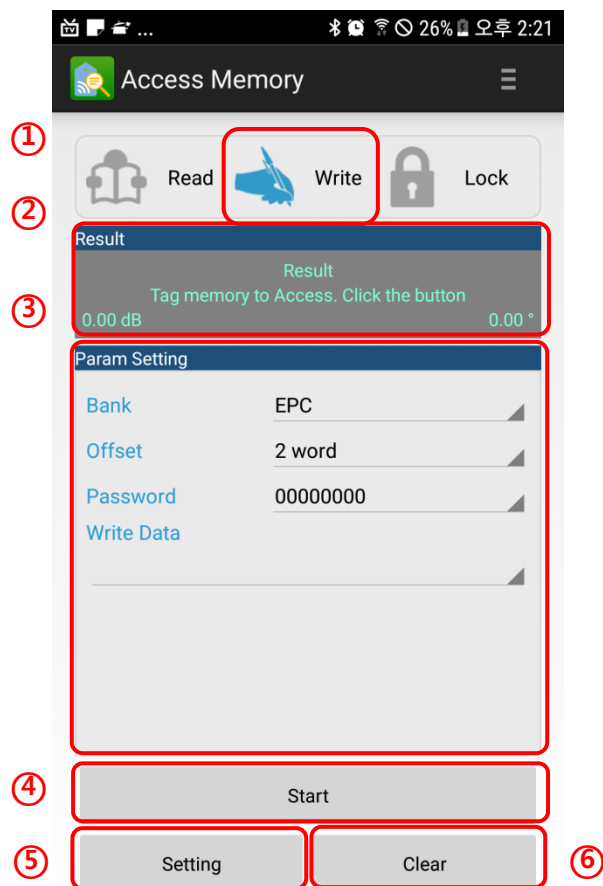 ... 26% 오후 2:21
Access Memory
①
Read Write Lock
②
Result
Result
③
Tag memory to Access. Click the button
0.00 dB 0.00 °
Param Setting
Bank EPC
Offset 2 word
Password 00000000
Write Data
④ Start
⑤ Setting Clear ⑥